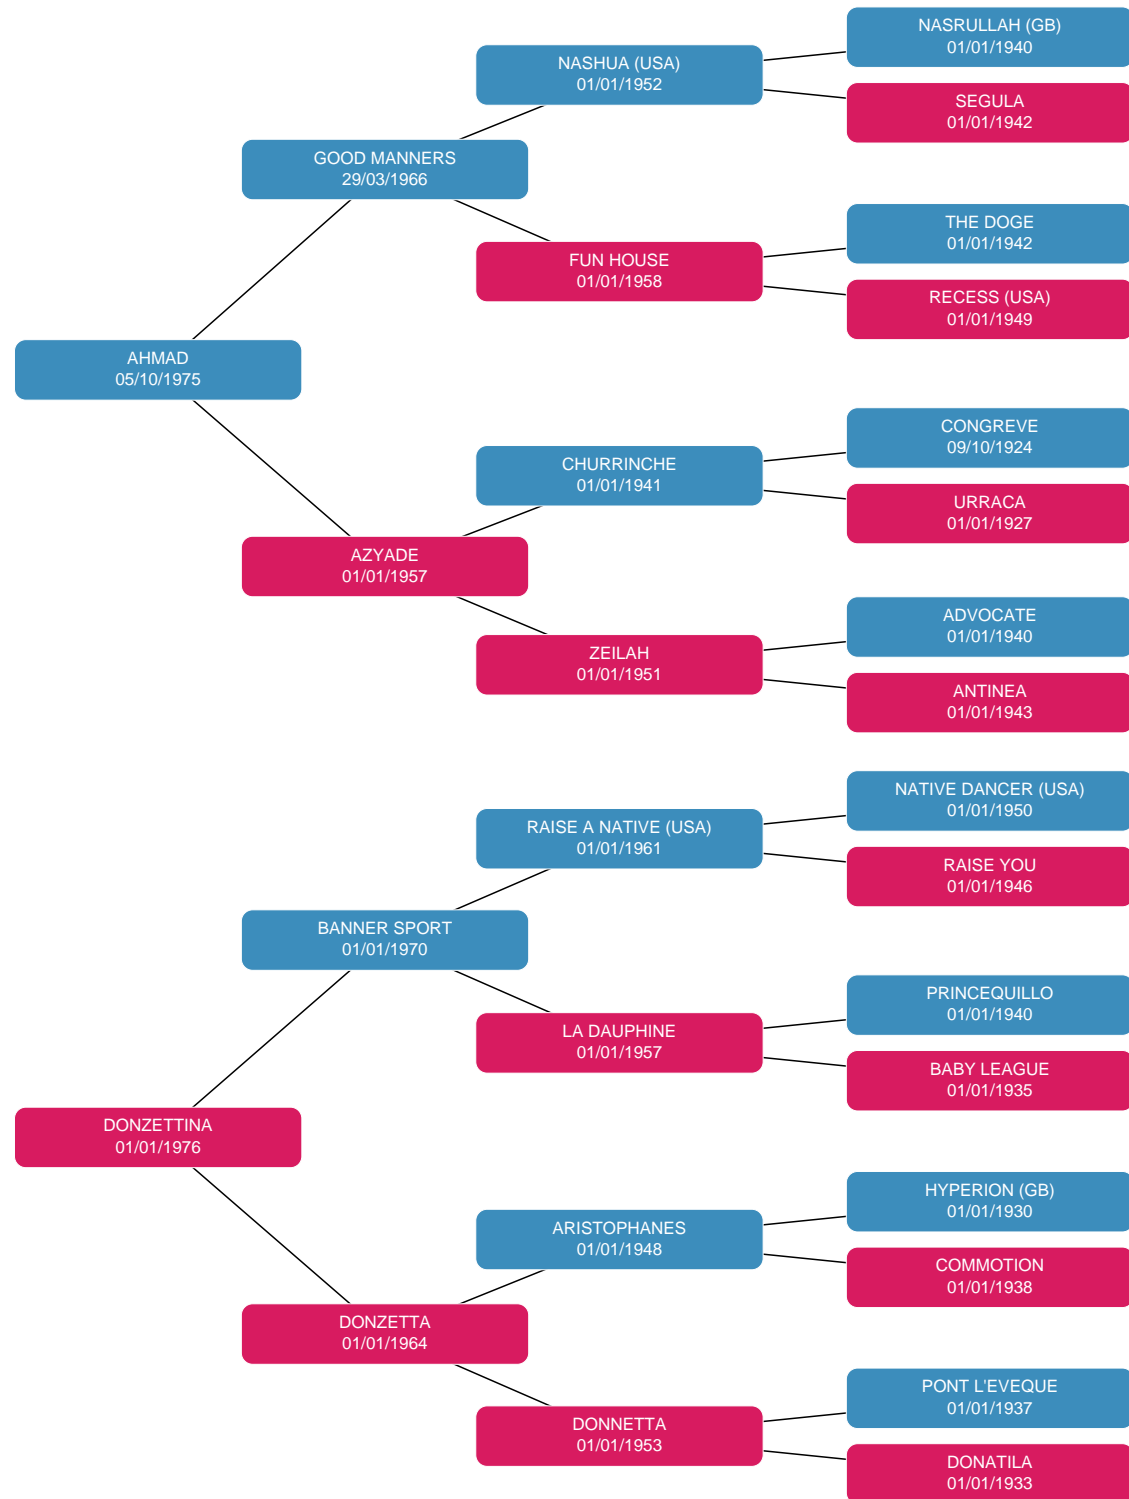 NASRULLAH (GB)
01/01/1940
NASHUA (USA)
01/01/1952
SEGULA
01/01/1942
GOOD MANNERS
29/03/1966
THE DOGE
01/01/1942
FUN HOUSE
01/01/1958
RECESS (USA)
01/01/1949
AHMAD
05/10/1975
CONGREVE
09/10/1924
CHURRINCHE
01/01/1941
URRACA
01/01/1927
AZYADE
01/01/1957
ADVOCATE
01/01/1940
ZEILAH
01/01/1951
ANTINEA
01/01/1943
NATIVE DANCER (USA)
01/01/1950
RAISE A NATIVE (USA)
01/01/1961
RAISE YOU
01/01/1946
BANNER SPORT
01/01/1970
PRINCEQUILLO
01/01/1940
LA DAUPHINE
01/01/1957
BABY LEAGUE
01/01/1935
DONZETTINA
01/01/1976
HYPERION (GB)
01/01/1930
ARISTOPHANES
01/01/1948
COMMOTION
01/01/1938
DONZETTA
01/01/1964
PONT L'EVEQUE
01/01/1937
DONNETTA
01/01/1953
DONATILA
01/01/1933